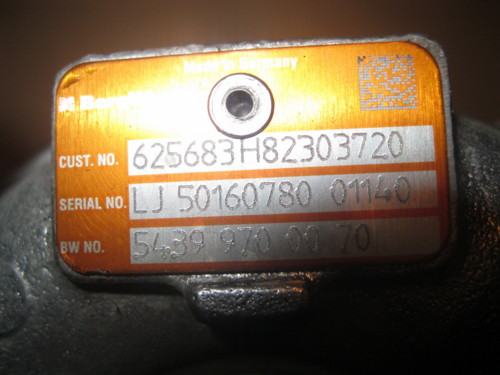 Made in Germany
CUST. NO. 625683H82303720
SERIAL NO. LJ 50160780 01140
BW NO. 5439 970 00 70